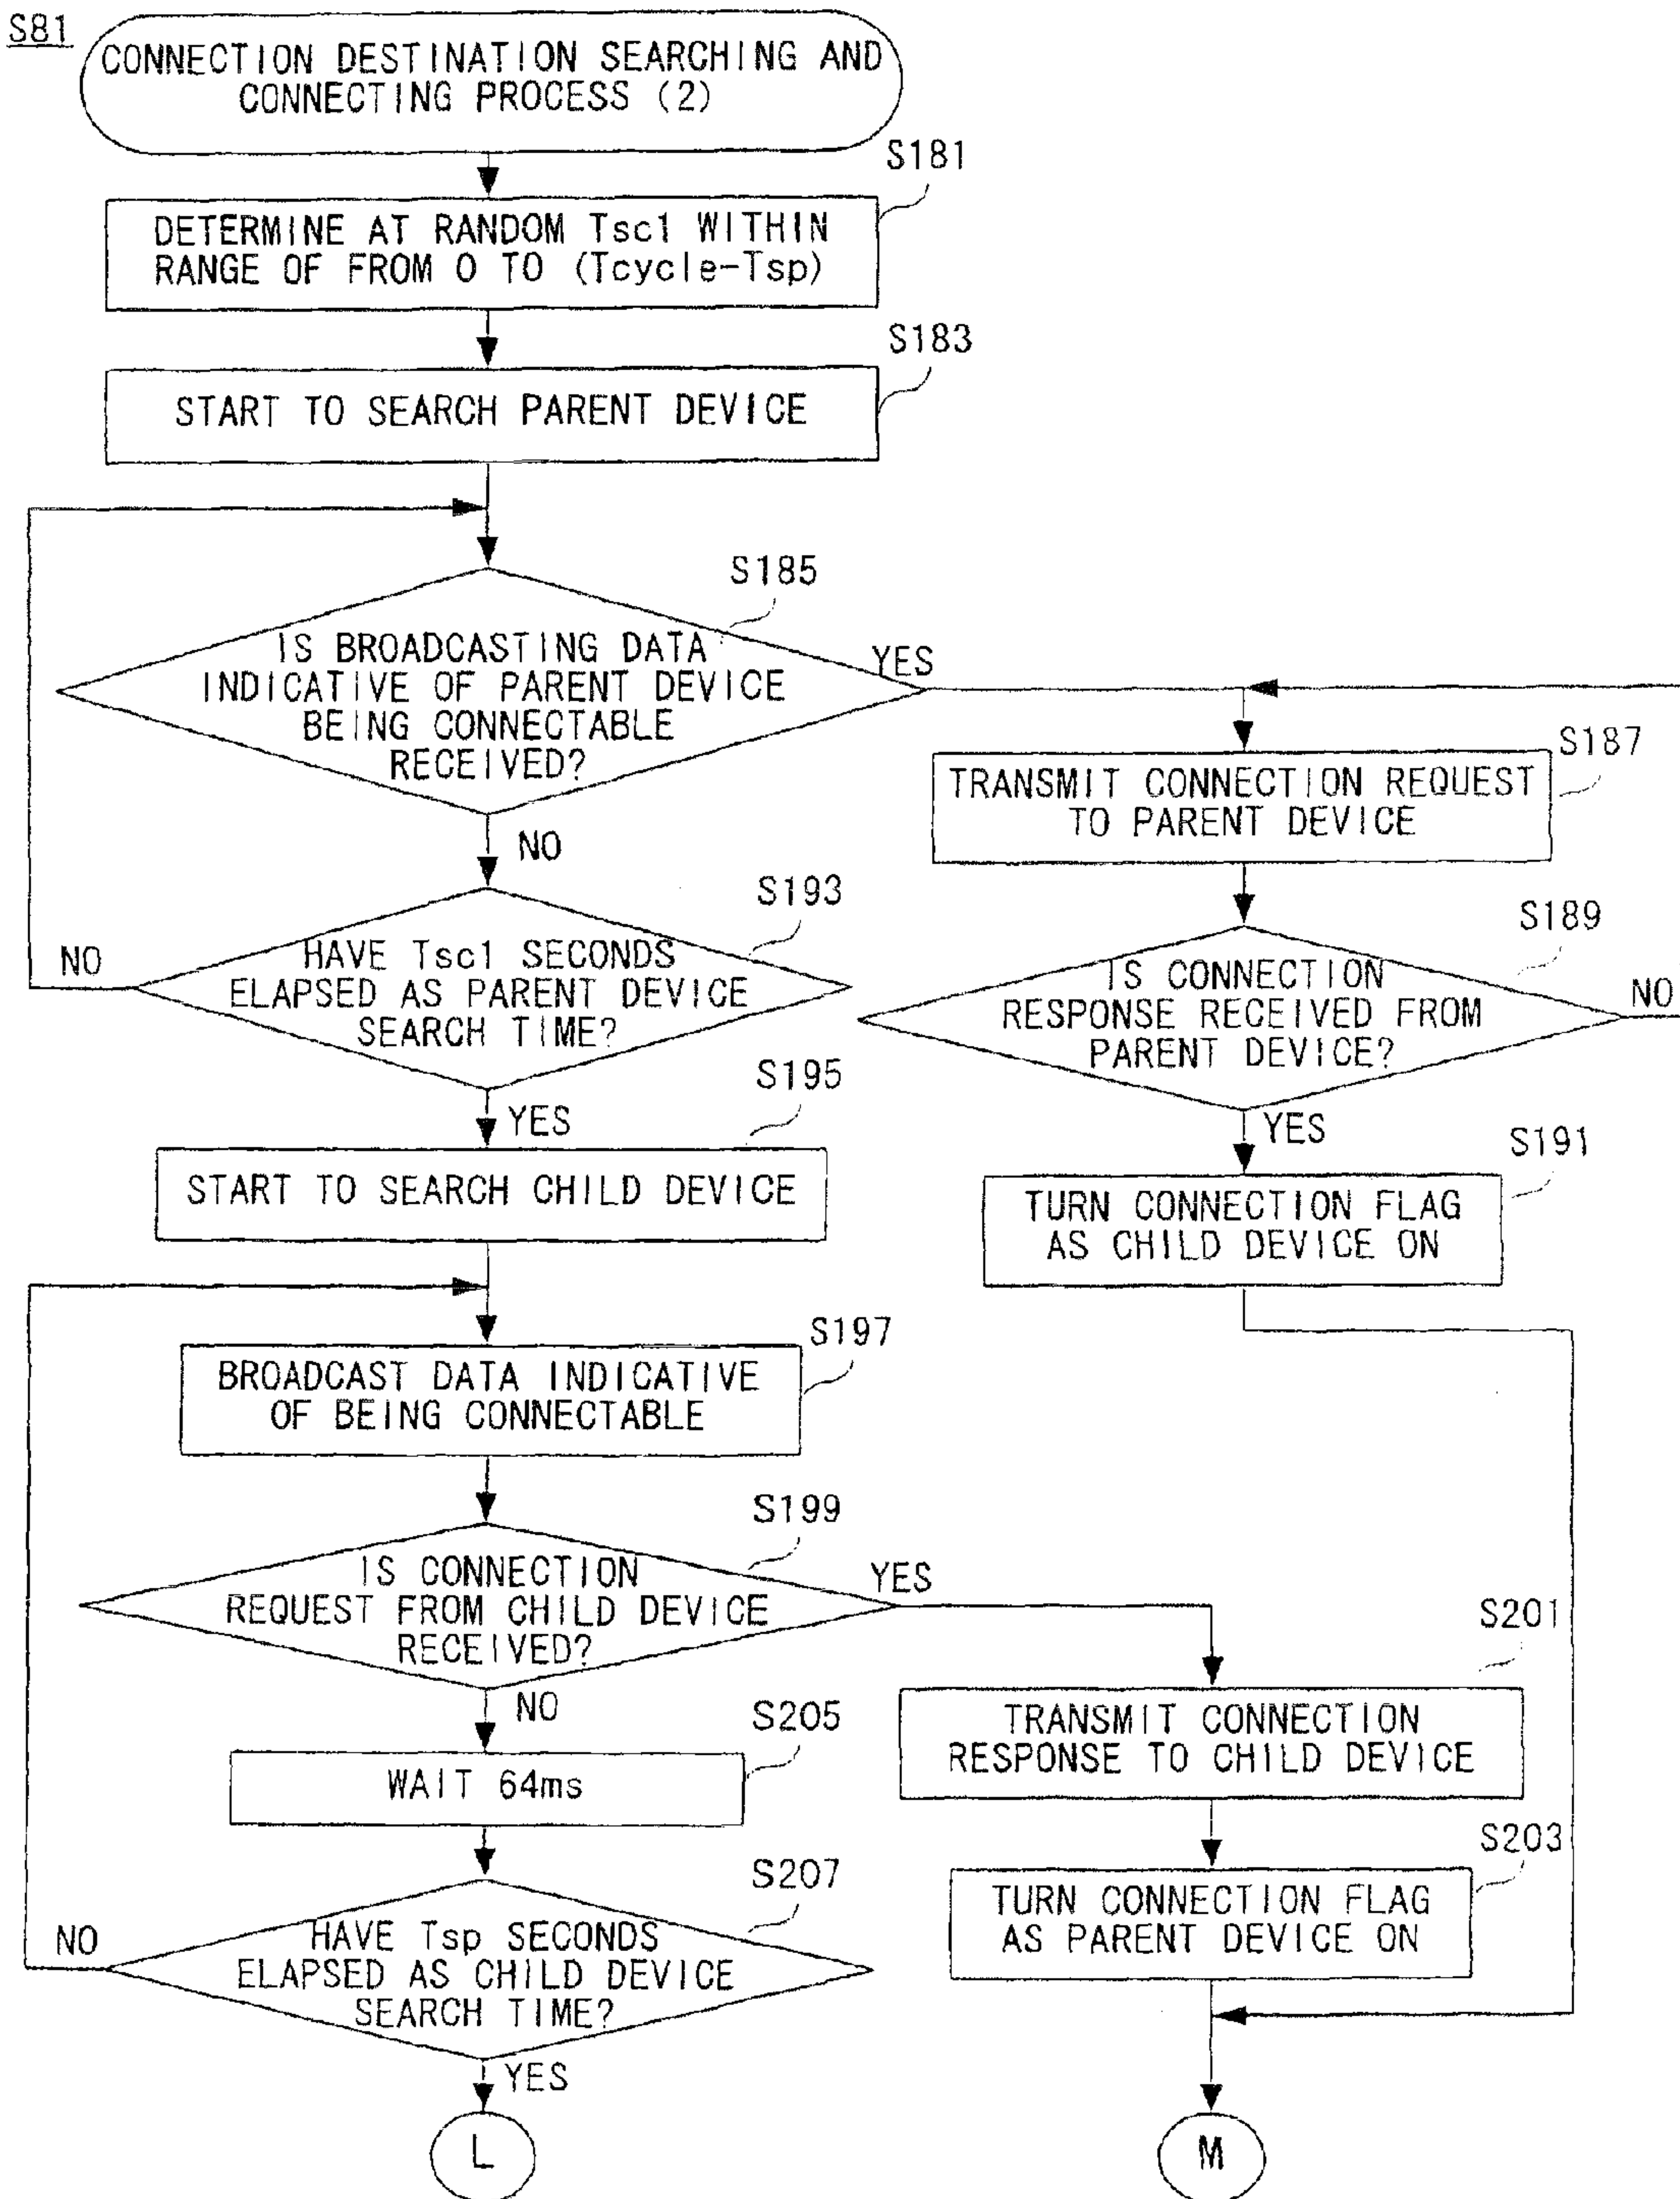 S81
CONNECTION DESTINATION SEARCHING AND
CONNECTING PROCESS (2)
S181
DETERMINE AT RANDOM Tsc1 WITHIN
RANGE OF FROM 0 TO (Tcycle-Tsp)
S183
START TO SEARCH PARENT DEVICE
S185
IS BROADCASTING DATA
INDICATIVE OF PARENT DEVICE
BEING CONNECTABLE
RECEIVED?
YES
NO
S187
TRANSMIT CONNECTION REQUEST
TO PARENT DEVICE
S193
HAVE Tsc1 SECONDS
ELAPSED AS PARENT DEVICE
SEARCH TIME?
NO
YES
S189
IS CONNECTION
RESPONSE RECEIVED FROM
PARENT DEVICE?
NO
YES
S195
START TO SEARCH CHILD DEVICE
S191
TURN CONNECTION FLAG
AS CHILD DEVICE ON
S197
BROADCAST DATA INDICATIVE
OF BEING CONNECTABLE
S199
IS CONNECTION
REQUEST FROM CHILD DEVICE
RECEIVED?
YES
NO
S201
TRANSMIT CONNECTION
RESPONSE TO CHILD DEVICE
S205
WAIT 64ms
S203
TURN CONNECTION FLAG
AS PARENT DEVICE ON
S207
HAVE Tsp SECONDS
ELAPSED AS CHILD DEVICE
SEARCH TIME?
NO
YES
L
M